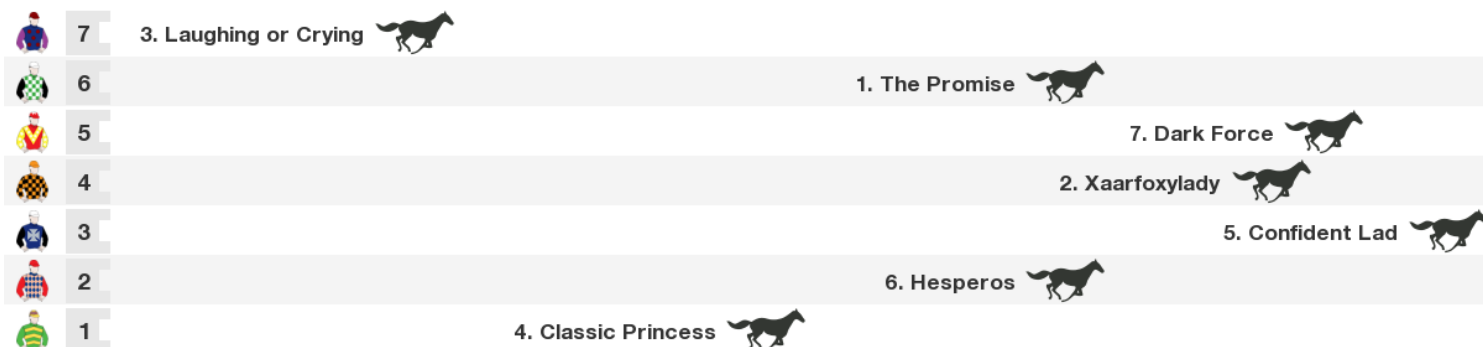 7 3. Laughing or Crying
6 1. The Promise
5 7. Dark Force
4 2. Xaarfoxylady
3 5. Confident Lad
2 6. Hesperos
1 4. Classic Princess